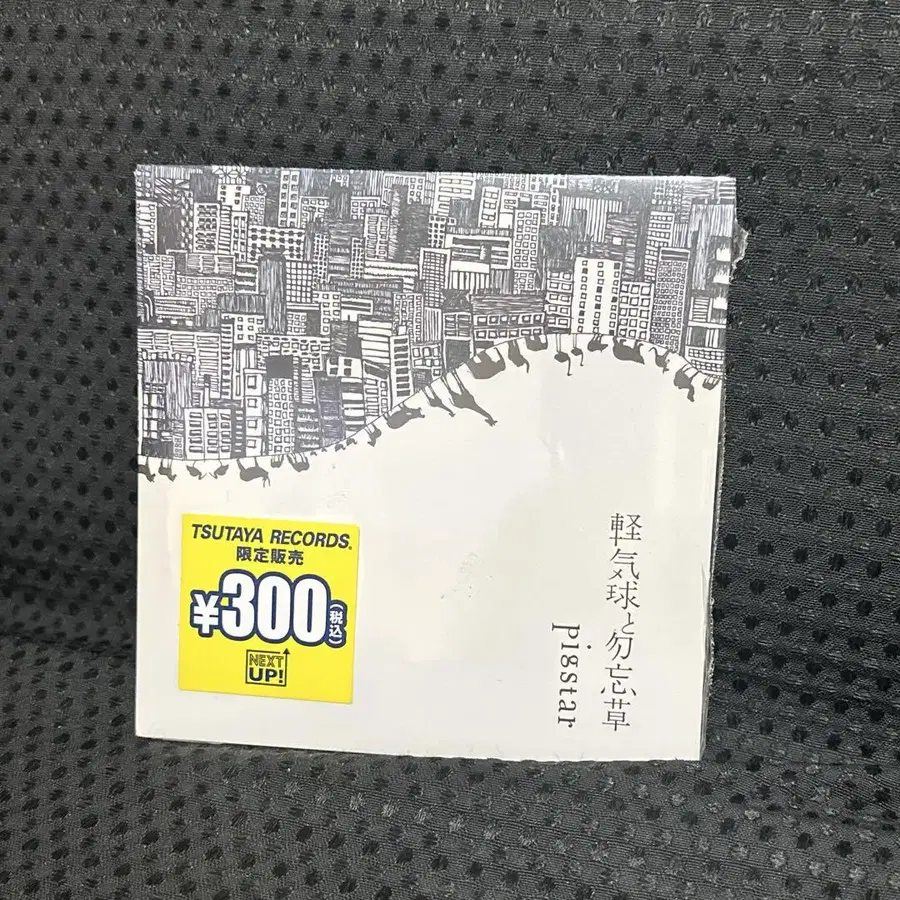 TSUTAYA RECORDS.
限定販売
¥300(税込)
NEXT
UP!
軽気球と勿忘草
pigstar